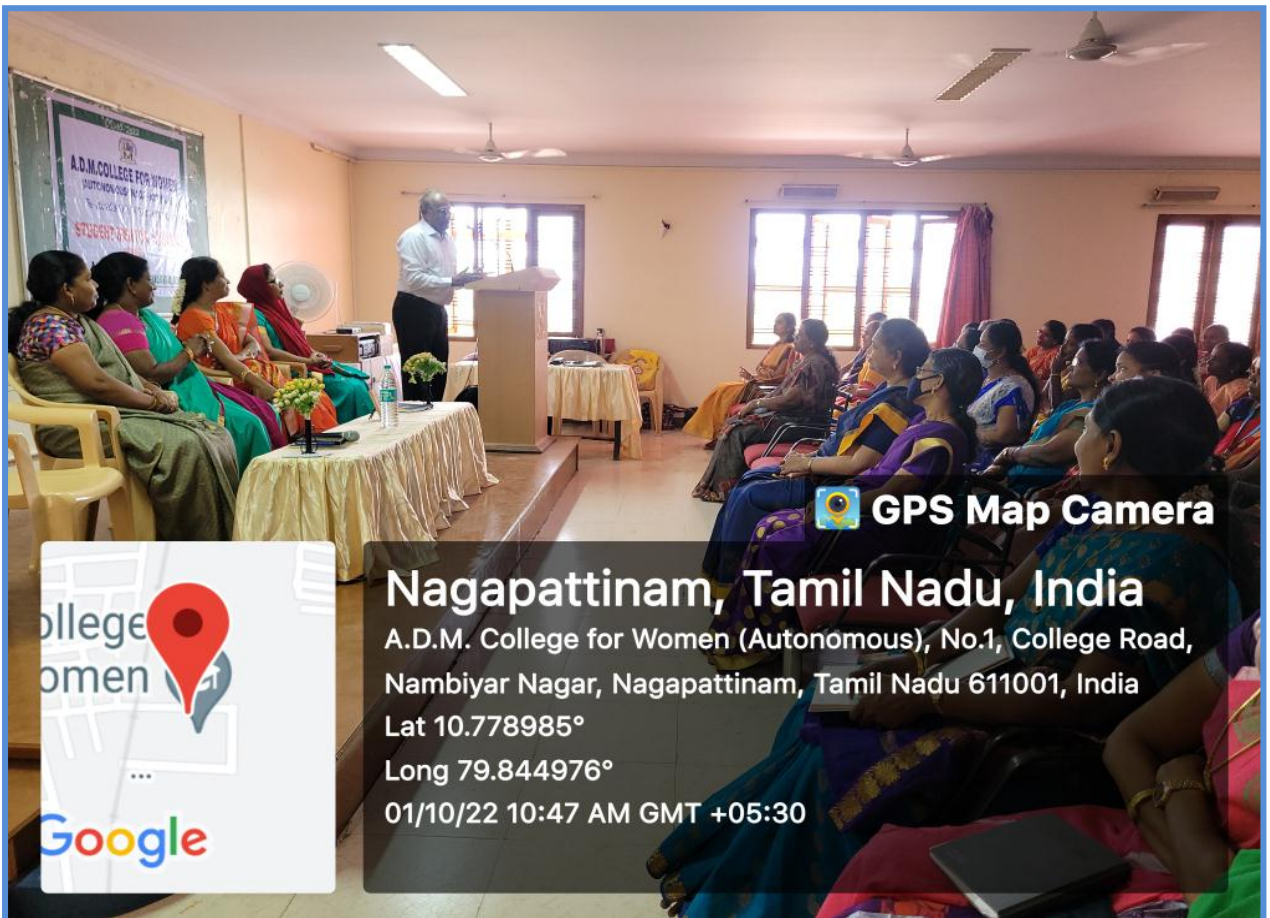 A.D.M.COLLEGE FOR WOMEN
(AUTONOMOUS)
STUDENT
GPS Map Camera
Nagapattinam, Tamil Nadu, India
A.D.M. College for Women (Autonomous), No.1, College Road,
Nambiyar Nagar, Nagapattinam, Tamil Nadu 611001, India
Lat 10.778985°
Long 79.844976°
01/10/22 10:47 AM GMT +05:30
ollege
omen
...
Google